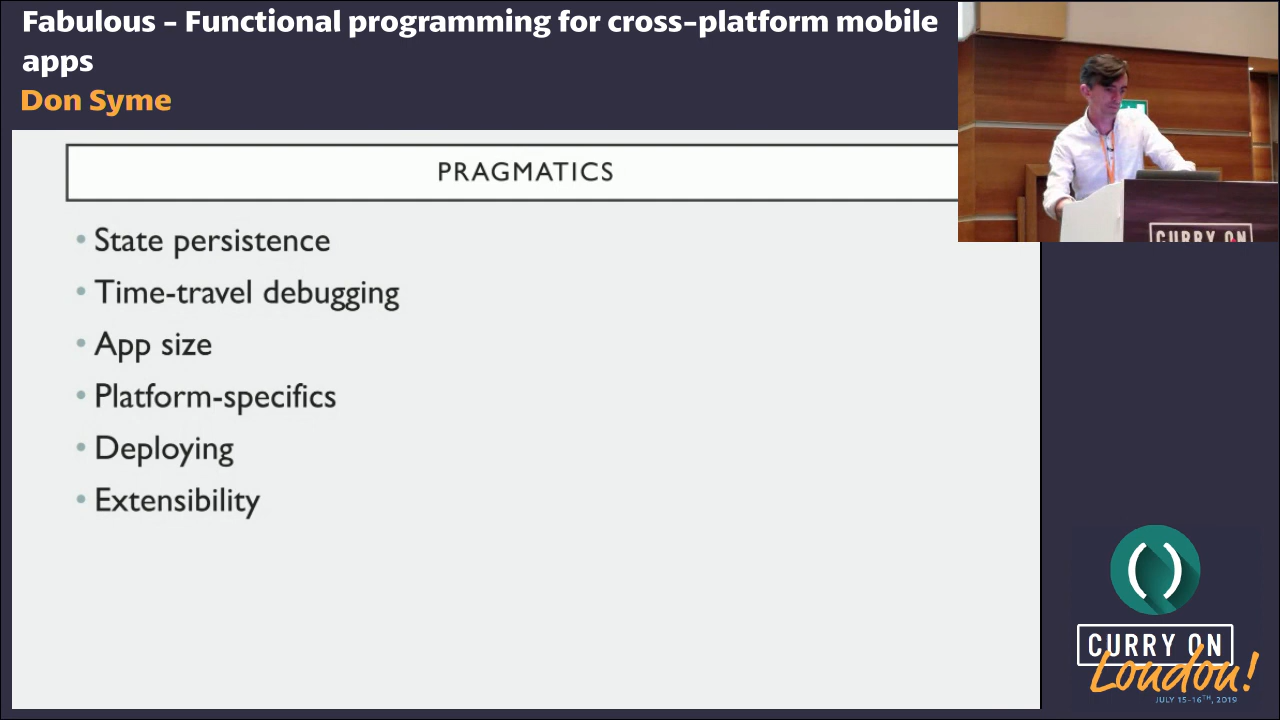 Fabulous – Functional programming for cross-platform mobile
apps
Don Syme
PRAGMATICS
• State persistence
• Time-travel debugging
• App size
• Platform-specifics
• Deploying
• Extensibility
CURRY ON
( )
CURRY ON
London!
JULY 15-16TH, 2019